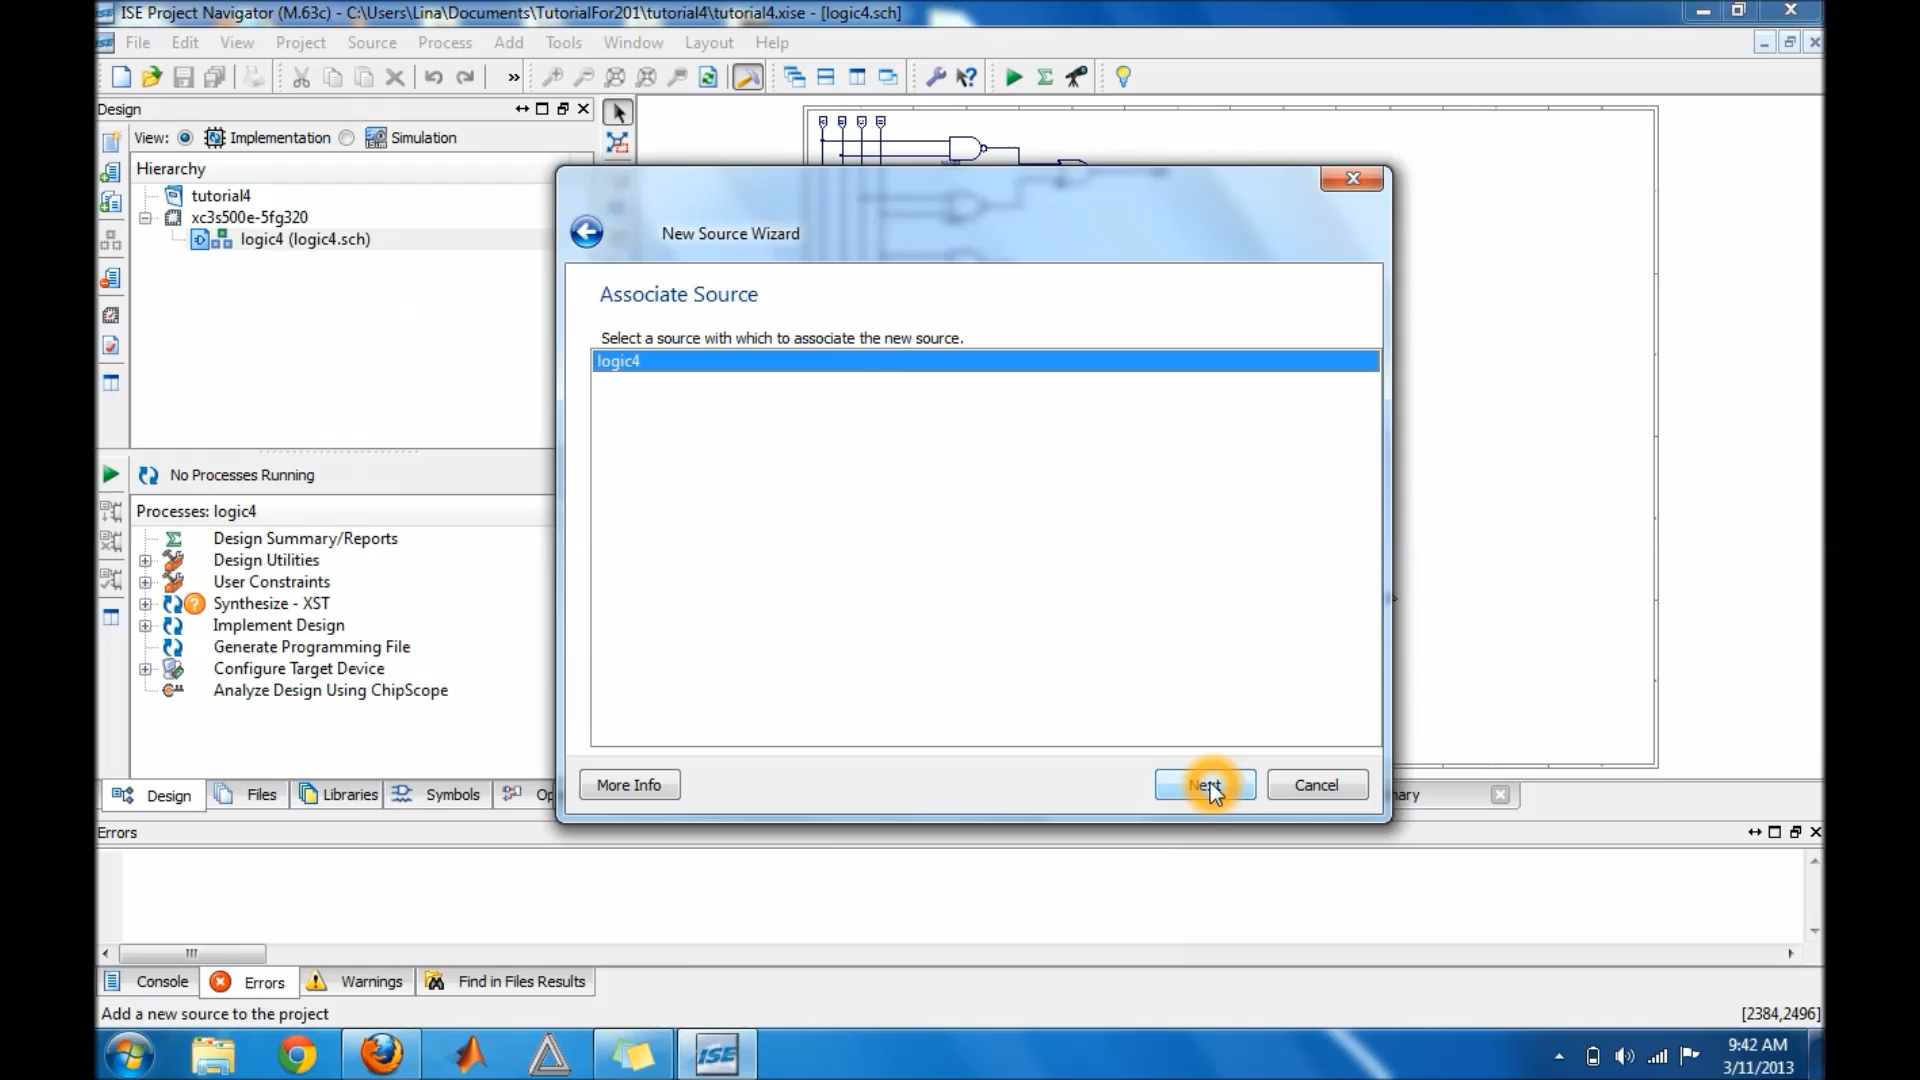 ISE Project Navigator (M.63c) - C:\Users\Lina\Documents\TutorialFor201\tutorial4\tutorial4.xise - [logic4.sch]
File Edit View Project Source Process Add Tools Window Layout Help
Design
View: Implementation Simulation
Hierarchy
tutorial4
xc3s500e-5fg320
logic4 (logic4.sch)
New Source Wizard
Associate Source
Select a source with which to associate the new source.
logic4
More Info
Next
Cancel
No Processes Running
Processes: logic4
Design Summary/Reports
Design Utilities
User Constraints
Synthesize - XST
Implement Design
Generate Programming File
Configure Target Device
Analyze Design Using ChipScope
Design Files Libraries Symbols Op
mary
Errors
Console Errors Warnings Find in Files Results
Add a new source to the project
[2384,2496]
ISE
9:42 AM
3/11/2013